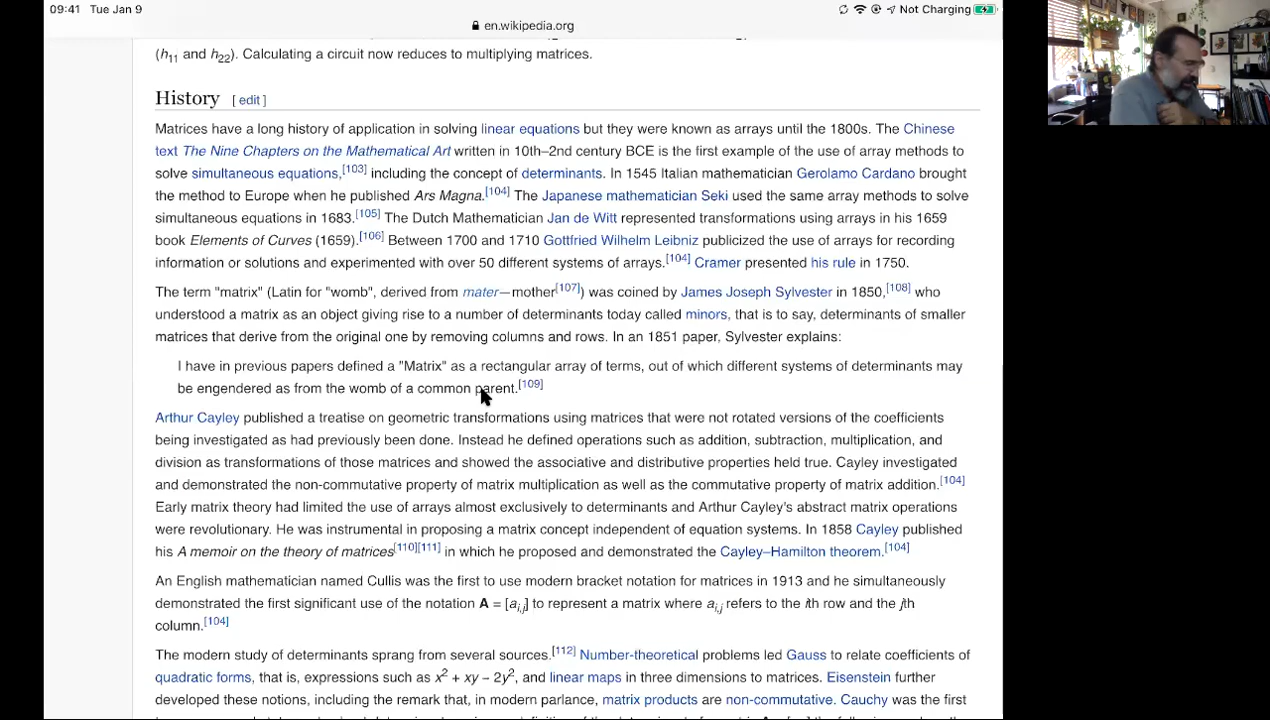 09:41 Tue Jan 9
Not Charging
en.wikipedia.org
(h11 and h22). Calculating a circuit now reduces to multiplying matrices.
History [ edit ]
Matrices have a long history of application in solving linear equations but they were known as arrays until the 1800s. The Chinese
text The Nine Chapters on the Mathematical Art written in 10th–2nd century BCE is the first example of the use of array methods to
solve simultaneous equations,[103] including the concept of determinants. In 1545 Italian mathematician Gerolamo Cardano brought
the method to Europe when he published Ars Magna.[104] The Japanese mathematician Seki used the same array methods to solve
simultaneous equations in 1683.[105] The Dutch Mathematician Jan de Witt represented transformations using arrays in his 1659
book Elements of Curves (1659).[106] Between 1700 and 1710 Gottfried Wilhelm Leibniz publicized the use of arrays for recording
information or solutions and experimented with over 50 different systems of arrays.[104] Cramer presented his rule in 1750.
The term "matrix" (Latin for "womb", derived from mater—mother[107]) was coined by James Joseph Sylvester in 1850,[108] who
understood a matrix as an object giving rise to a number of determinants today called minors, that is to say, determinants of smaller
matrices that derive from the original one by removing columns and rows. In an 1851 paper, Sylvester explains:
I have in previous papers defined a "Matrix" as a rectangular array of terms, out of which different systems of determinants may
be engendered as from the womb of a common parent.[109]
Arthur Cayley published a treatise on geometric transformations using matrices that were not rotated versions of the coefficients
being investigated as had previously been done. Instead he defined operations such as addition, subtraction, multiplication, and
division as transformations of those matrices and showed the associative and distributive properties held true. Cayley investigated
and demonstrated the non-commutative property of matrix multiplication as well as the commutative property of matrix addition.[104]
Early matrix theory had limited the use of arrays almost exclusively to determinants and Arthur Cayley's abstract matrix operations
were revolutionary. He was instrumental in proposing a matrix concept independent of equation systems. In 1858 Cayley published
his A memoir on the theory of matrices[110][111] in which he proposed and demonstrated the Cayley–Hamilton theorem.[104]
An English mathematician named Cullis was the first to use modern bracket notation for matrices in 1913 and he simultaneously
demonstrated the first significant use of the notation A = [ai,j] to represent a matrix where ai,j refers to the ith row and the jth
column.[104]
The modern study of determinants sprang from several sources.[112] Number-theoretical problems led Gauss to relate coefficients of
quadratic forms, that is, expressions such as x2 + xy − 2y2, and linear maps in three dimensions to matrices. Eisenstein further
developed these notions, including the remark that, in modern parlance, matrix products are non-commutative. Cauchy was the first